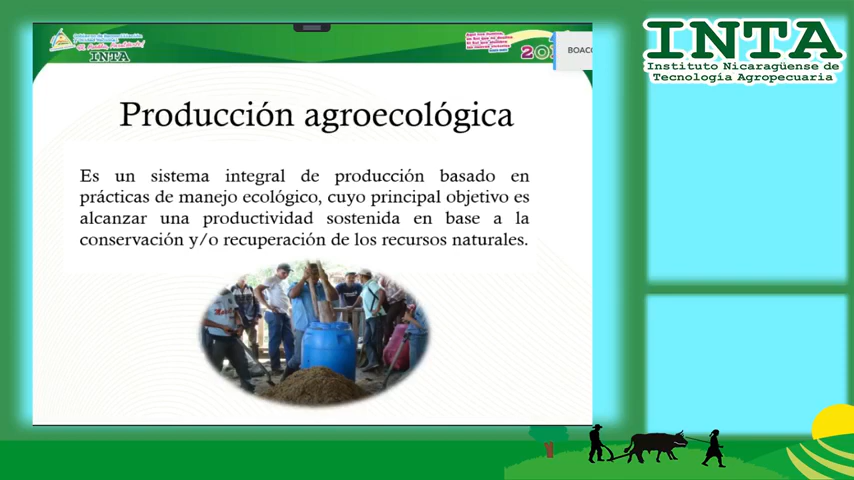 INTA
BOACO
INTA
Instituto Nicaragüense de
Tecnología Agropecuaria
Producción agroecológica
Es un sistema integral de producción basado en
prácticas de manejo ecológico, cuyo principal objetivo es
alcanzar una productividad sostenida en base a la
conservación y/o recuperación de los recursos naturales.